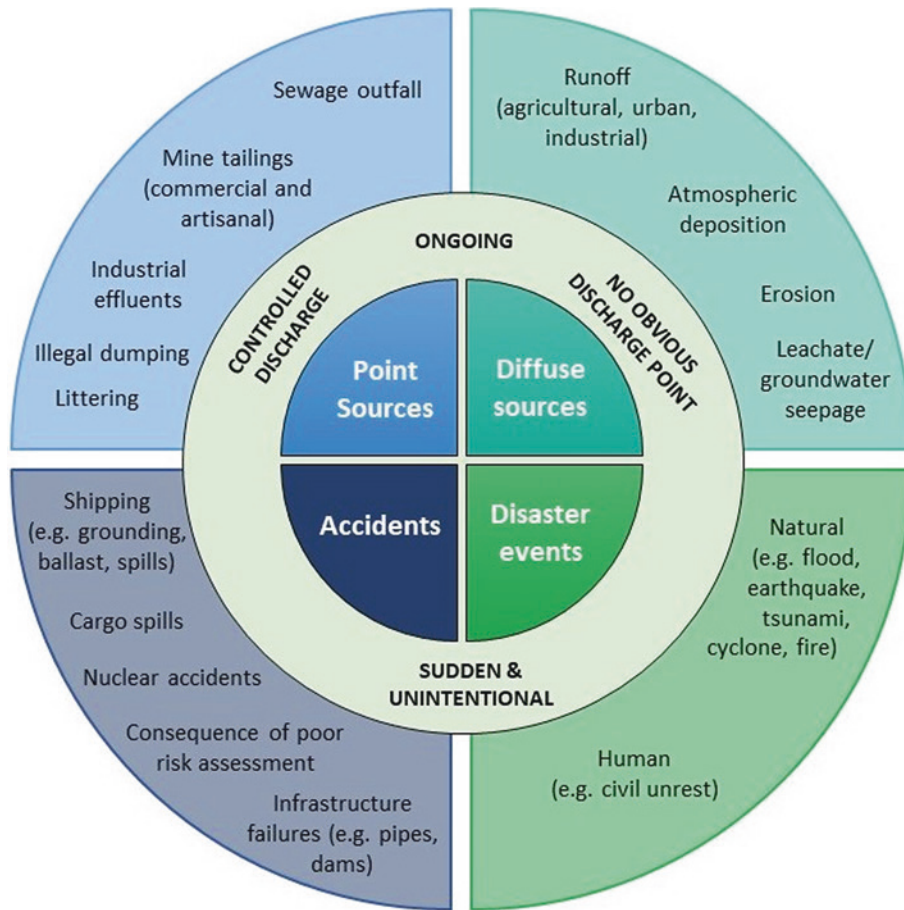 Sewage outfall
Mine tailings
(commercial and
artisanal)
Industrial
effluents
Illegal dumping
Littering
Runoff
(agricultural, urban,
industrial)
Atmospheric
deposition
Erosion
Leachate/
groundwater
seepage
ONGOING
CONTROLLED
DISCHARGE
NO OBVIOUS
DISCHARGE POINT
Point
Sources
Diffuse
sources
Accidents
Disaster
events
SUDDEN &
UNINTENTIONAL
Shipping
(e.g. grounding,
ballast, spills)
Cargo spills
Nuclear accidents
Consequence of poor
risk assessment
Infrastructure
failures (e.g. pipes,
dams)
Natural
(e.g. flood,
earthquake,
tsunami,
cyclone, fire)
Human
(e.g. civil unrest)